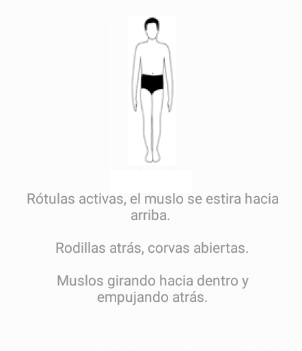 Rótulas activas, el muslo se estira hacia
arriba.
Rodillas atrás, corvas abiertas.
Muslos girando hacia dentro y
empujando atrás.